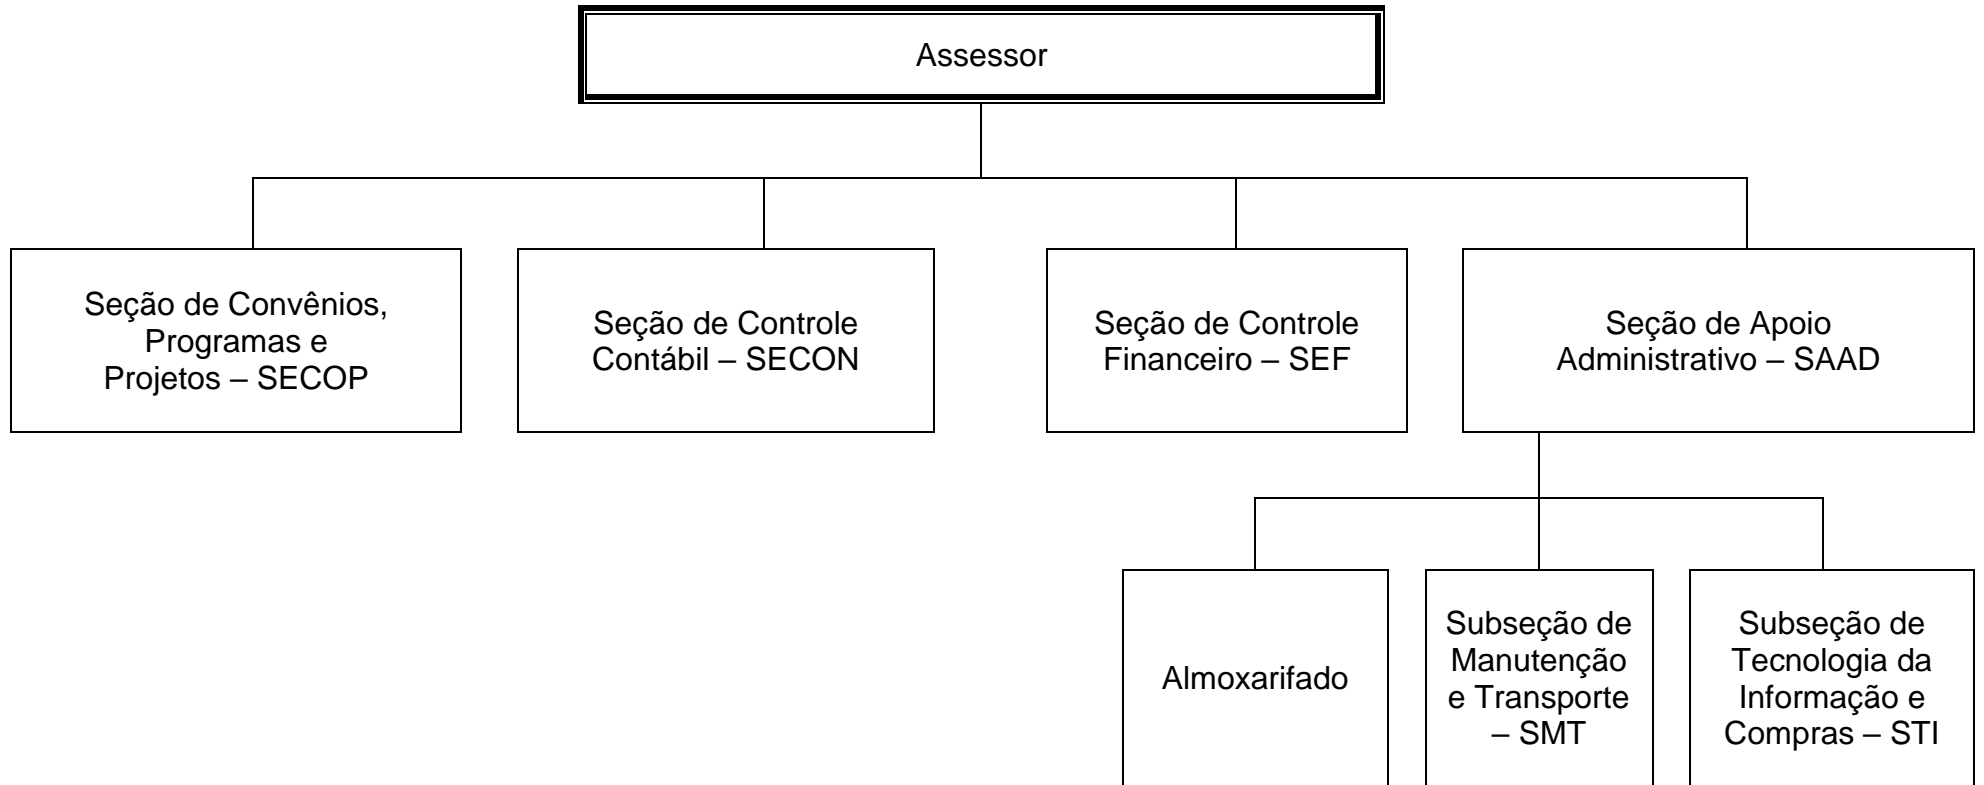 Assessor
Seção de Convênios,
Programas e
Projetos – SECOP
Seção de Controle
Contábil – SECON
Seção de Controle
Financeiro – SEF
Seção de Apoio
Administrativo – SAAD
Almoxarifado
Subseção de
Manutenção
e Transporte
– SMT
Subseção de
Tecnologia da
Informação e
Compras – STI